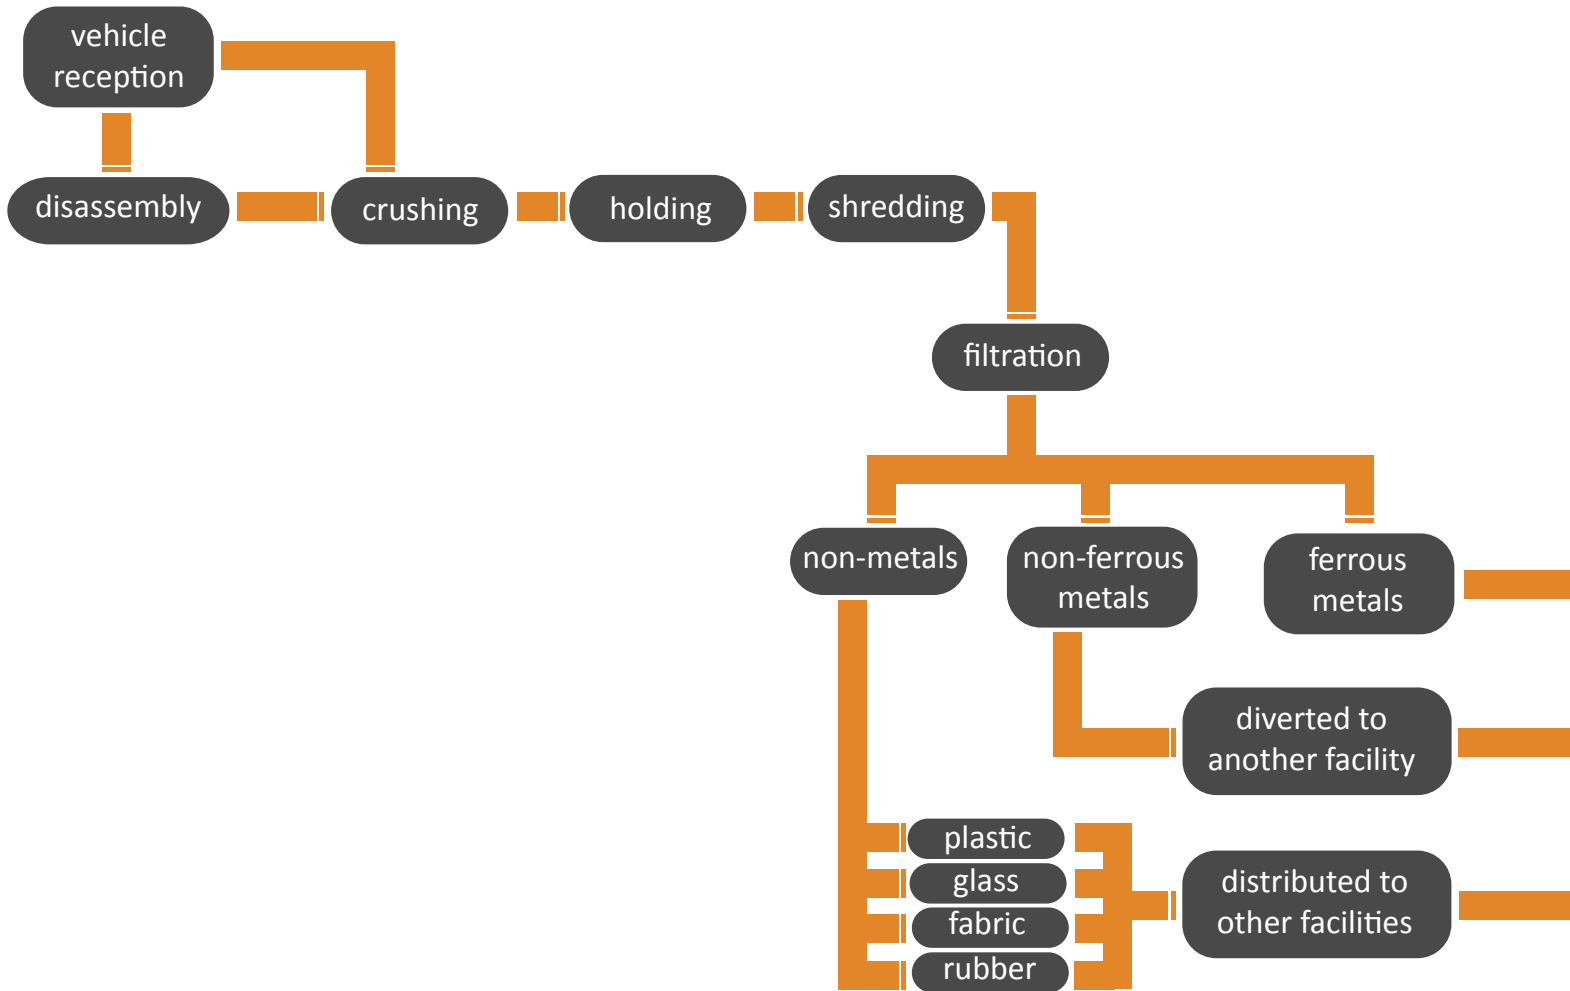 vehicle
reception
disassembly
crushing
holding
shredding
filtration
non-metals
non-ferrous
metals
ferrous
metals
diverted to
another facility
plastic
glass
fabric
rubber
distributed to
other facilities